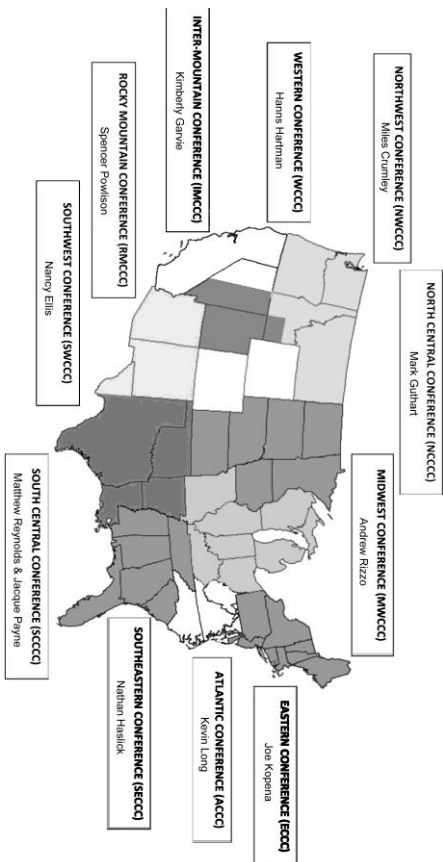 NORTHWEST CONFERENCE (NWCCC)
Miles Crumley
NORTH CENTRAL CONFERENCE (NCCCC)
Mark Guthart
MIDWEST CONFERENCE (MWCCC)
Andrew Rizzo
EASTERN CONFERENCE (ECCC)
Joe Kopena
WESTERN CONFERENCE (WCCC)
Hanns Hartman
INTER-MOUNTAIN CONFERENCE (IMCCC)
Kimberly Garvie
ROCKY MOUNTAIN CONFERENCE (RMCCC)
Spencer Powlison
SOUTHWEST CONFERENCE (SWCCC)
Nancy Ellis
SOUTH CENTRAL CONFERENCE (SCCCC)
Matthew Reynolds & Jacque Payne
SOUTHEASTERN CONFERENCE (SECCC)
Nathan Haslick
ATLANTIC CONFERENCE (ACCC)
Kevin Long